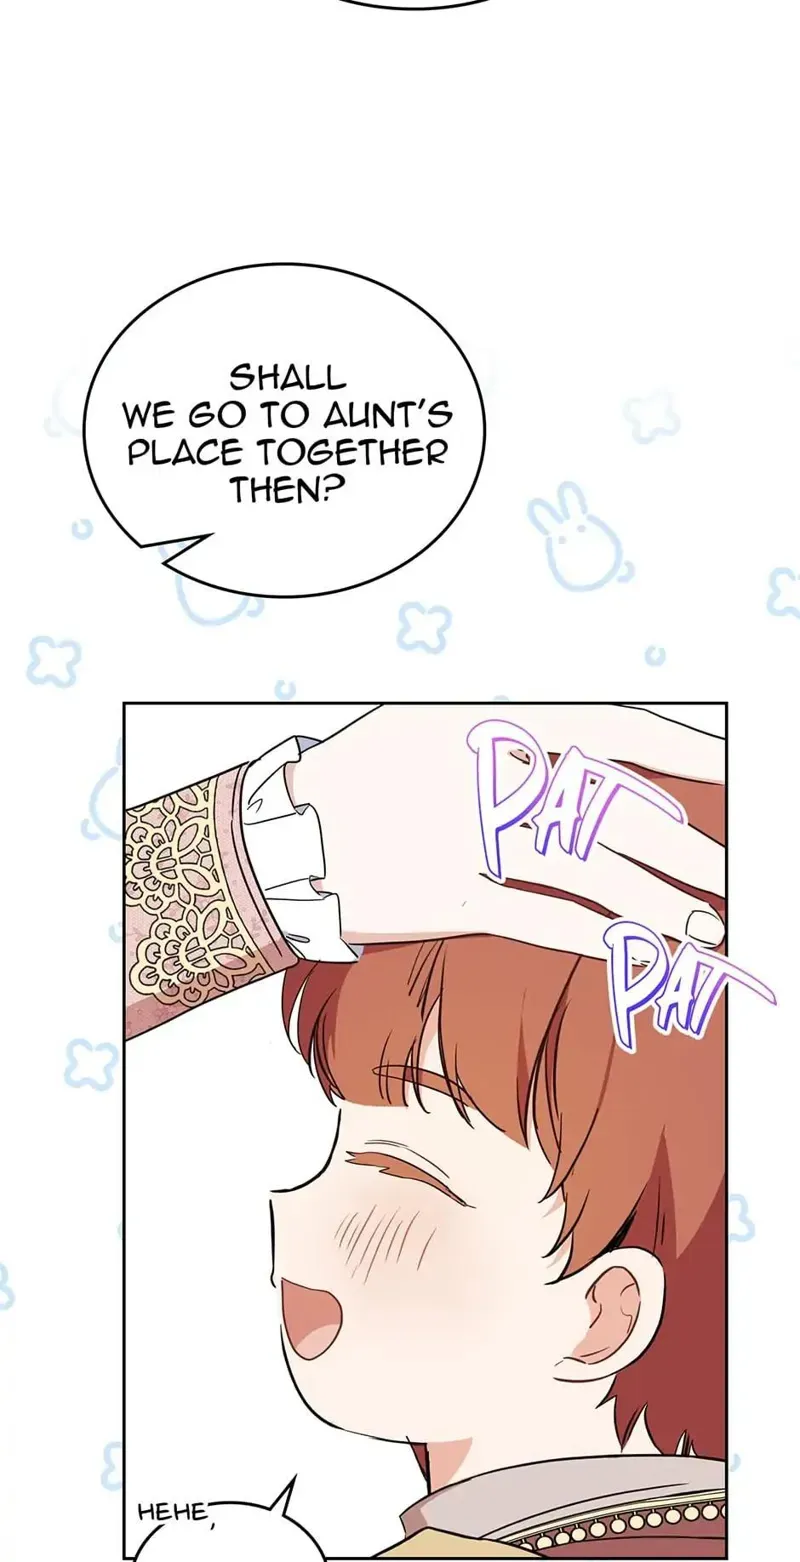 SHALL
WE GO TO AUNT'S
PLACE TOGETHER
THEN?
PAT
PAT
HEHE,